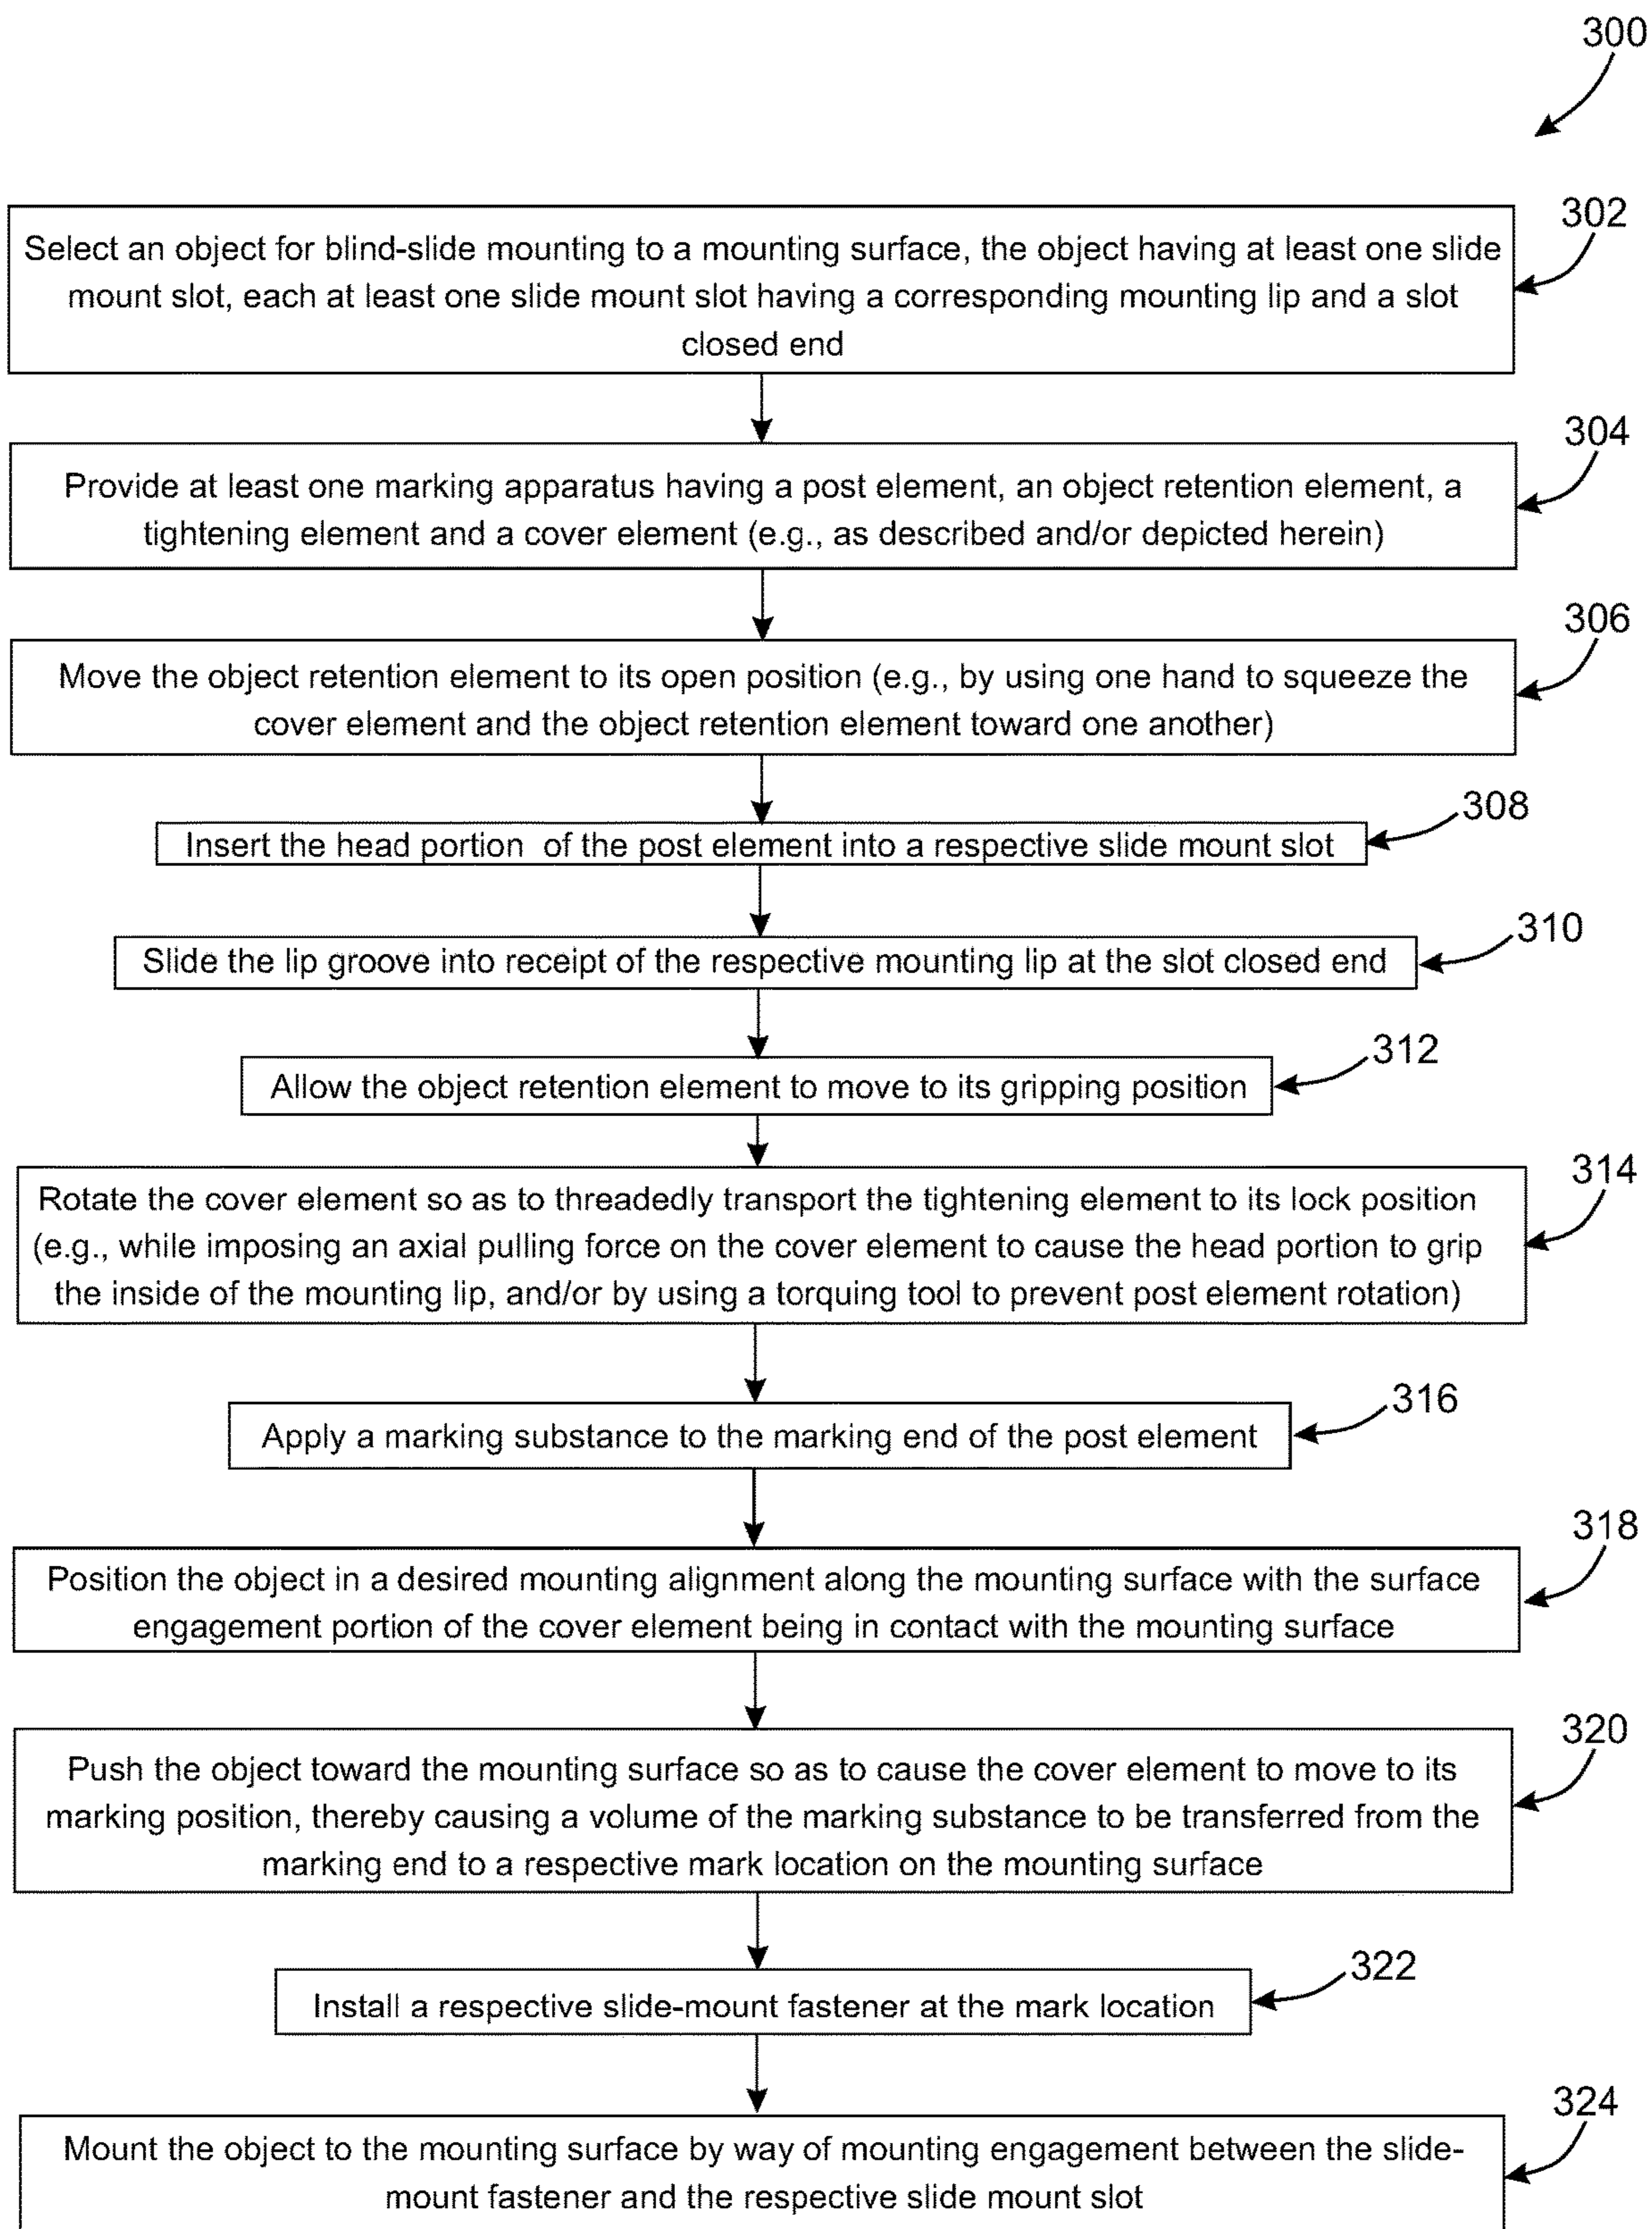 300
302
Select an object for blind-slide mounting to a mounting surface, the object having at least one slide
mount slot, each at least one slide mount slot having a corresponding mounting lip and a slot
closed end
304
Provide at least one marking apparatus having a post element, an object retention element, a
tightening element and a cover element (e.g., as described and/or depicted herein)
306
Move the object retention element to its open position (e.g., by using one hand to squeeze the
cover element and the object retention element toward one another)
308
Insert the head portion of the post element into a respective slide mount slot
310
Slide the lip groove into receipt of the respective mounting lip at the slot closed end
312
Allow the object retention element to move to its gripping position
314
Rotate the cover element so as to threadedly transport the tightening element to its lock position
(e.g., while imposing an axial pulling force on the cover element to cause the head portion to grip
the inside of the mounting lip, and/or by using a torquing tool to prevent post element rotation)
316
Apply a marking substance to the marking end of the post element
318
Position the object in a desired mounting alignment along the mounting surface with the surface
engagement portion of the cover element being in contact with the mounting surface
320
Push the object toward the mounting surface so as to cause the cover element to move to its
marking position, thereby causing a volume of the marking substance to be transferred from the
marking end to a respective mark location on the mounting surface
322
Install a respective slide-mount fastener at the mark location
324
Mount the object to the mounting surface by way of mounting engagement between the slide-
mount fastener and the respective slide mount slot